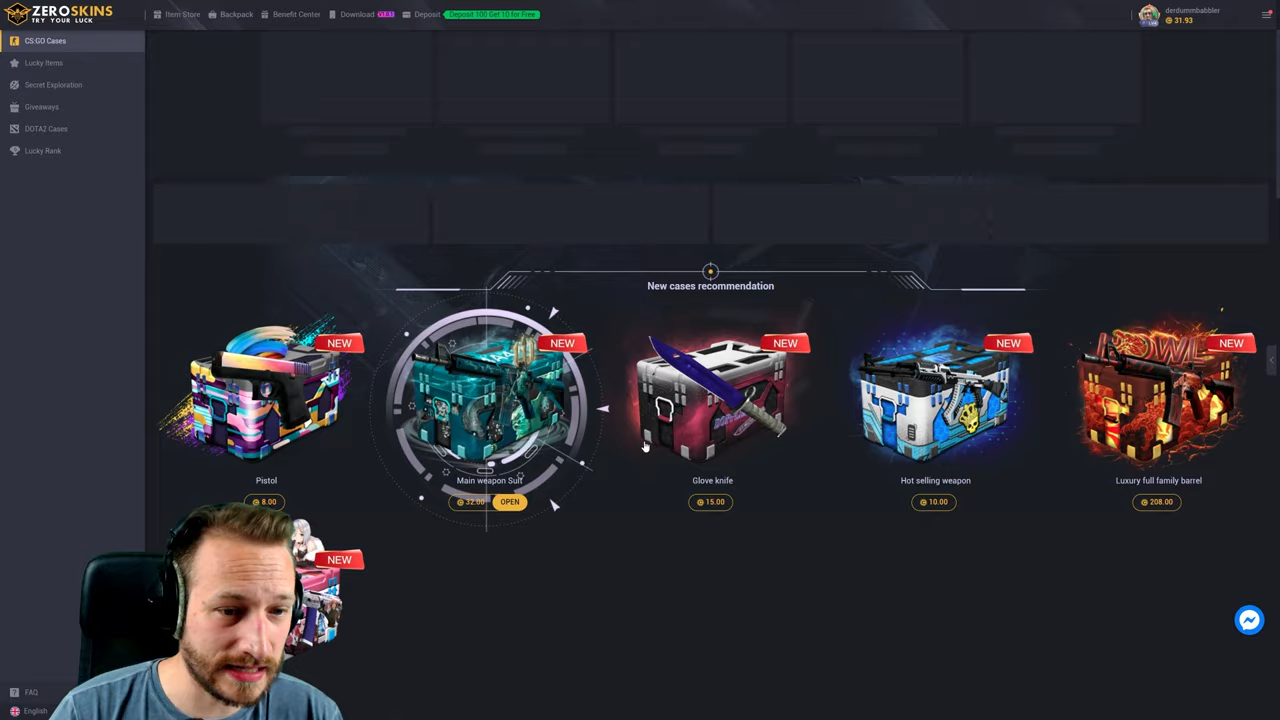 ZEROSKINS
TRY YOUR LUCK
Item Store
Backpack
Benefit Center
Download
Deposit
Deposit 100 Get 10 for Free
derdummbabbler
31.93
CS:GO Cases
Lucky Items
Secret Exploration
Giveaways
DOTA2 Cases
Lucky Rank
New cases recommendation
NEW
NEW
NEW
NEW
NEW
Pistol
Main weapon Suit
Glove knife
Hot selling weapon
Luxury full family barrel
8.00
32.00
OPEN
15.00
10.00
208.00
NEW
FAQ
English